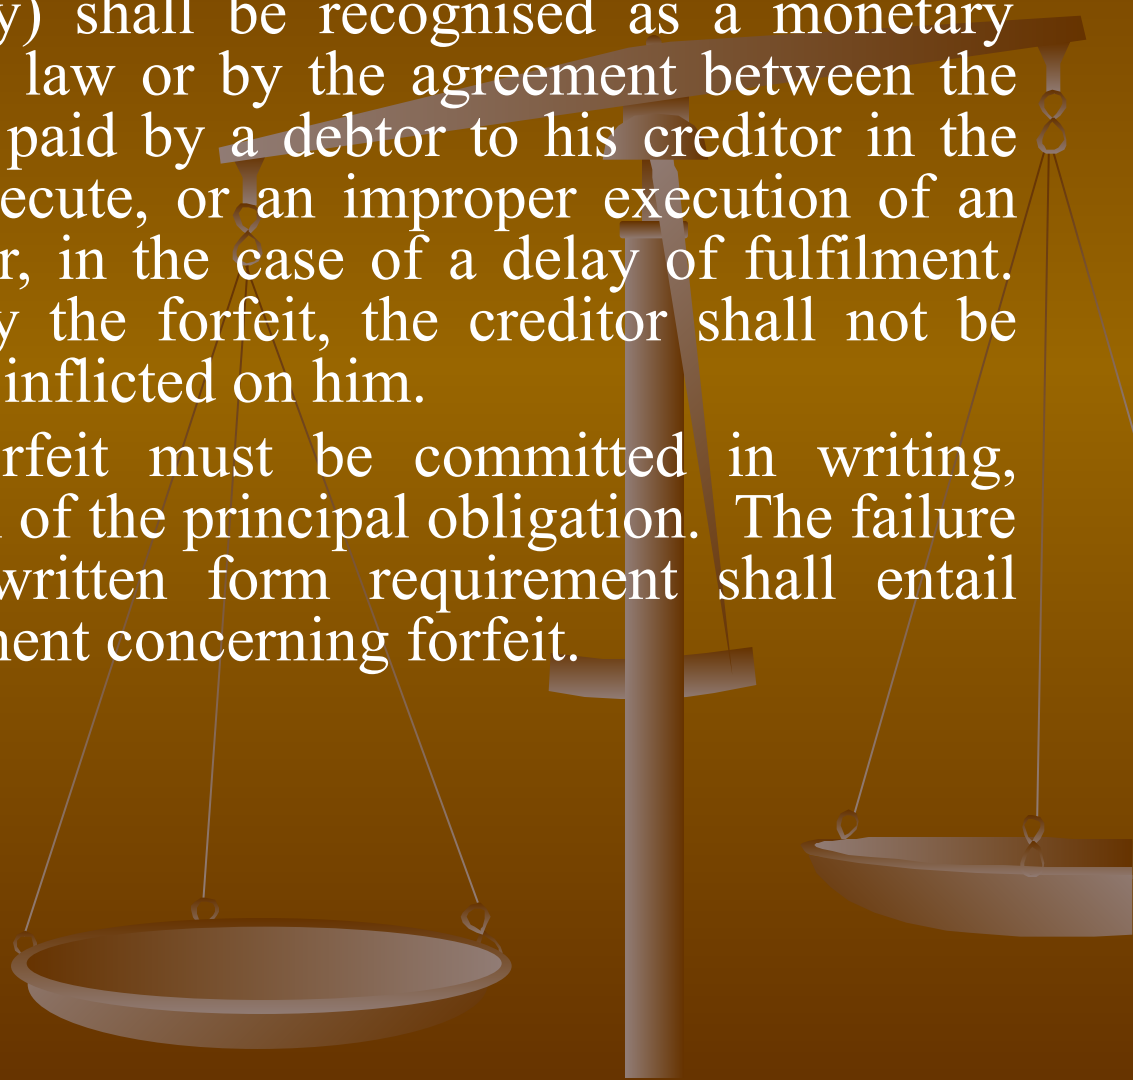 y) shall be recognised as a monetary
law or by the agreement between the
paid by a debtor to his creditor in the
ecute, or an improper execution of an
r, in the case of a delay of fulfilment.
y the forfeit, the creditor shall not be
inflicted on him.
rfeit must be committed in writing,
of the principal obligation. The failure
written form requirement shall entail
ment concerning forfeit.